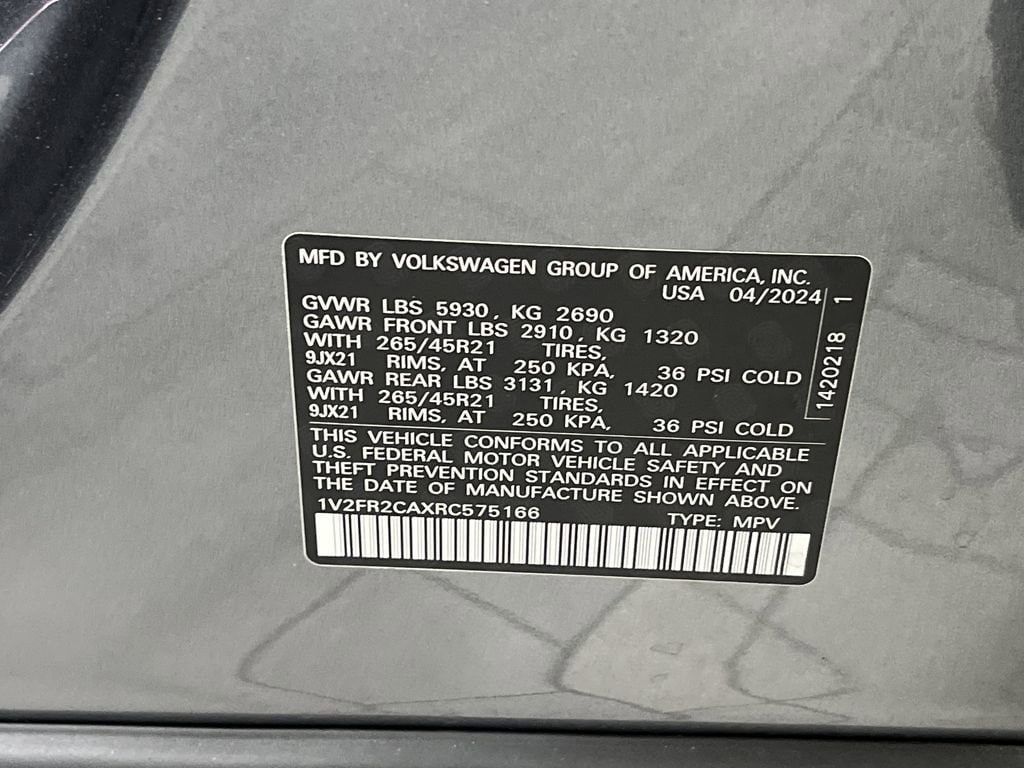 MFD BY VOLKSWAGEN GROUP OF AMERICA, INC.
USA 04/2024
GVWR LBS 5930, KG 2690
GAWR FRONT LBS 2910, KG 1320
WITH 265/45R21 TIRES,
9JX21 RIMS, AT 250 KPA, 36 PSI COLD
GAWR REAR LBS 3131, KG 1420
WITH 265/45R21 TIRES,
9JX21 RIMS, AT 250 KPA, 36 PSI COLD
1420218 1
THIS VEHICLE CONFORMS TO ALL APPLICABLE
U.S. FEDERAL MOTOR VEHICLE SAFETY AND
THEFT PREVENTION STANDARDS IN EFFECT ON
THE DATE OF MANUFACTURE SHOWN ABOVE.
1V2FR2CAXRC575166 TYPE: MPV